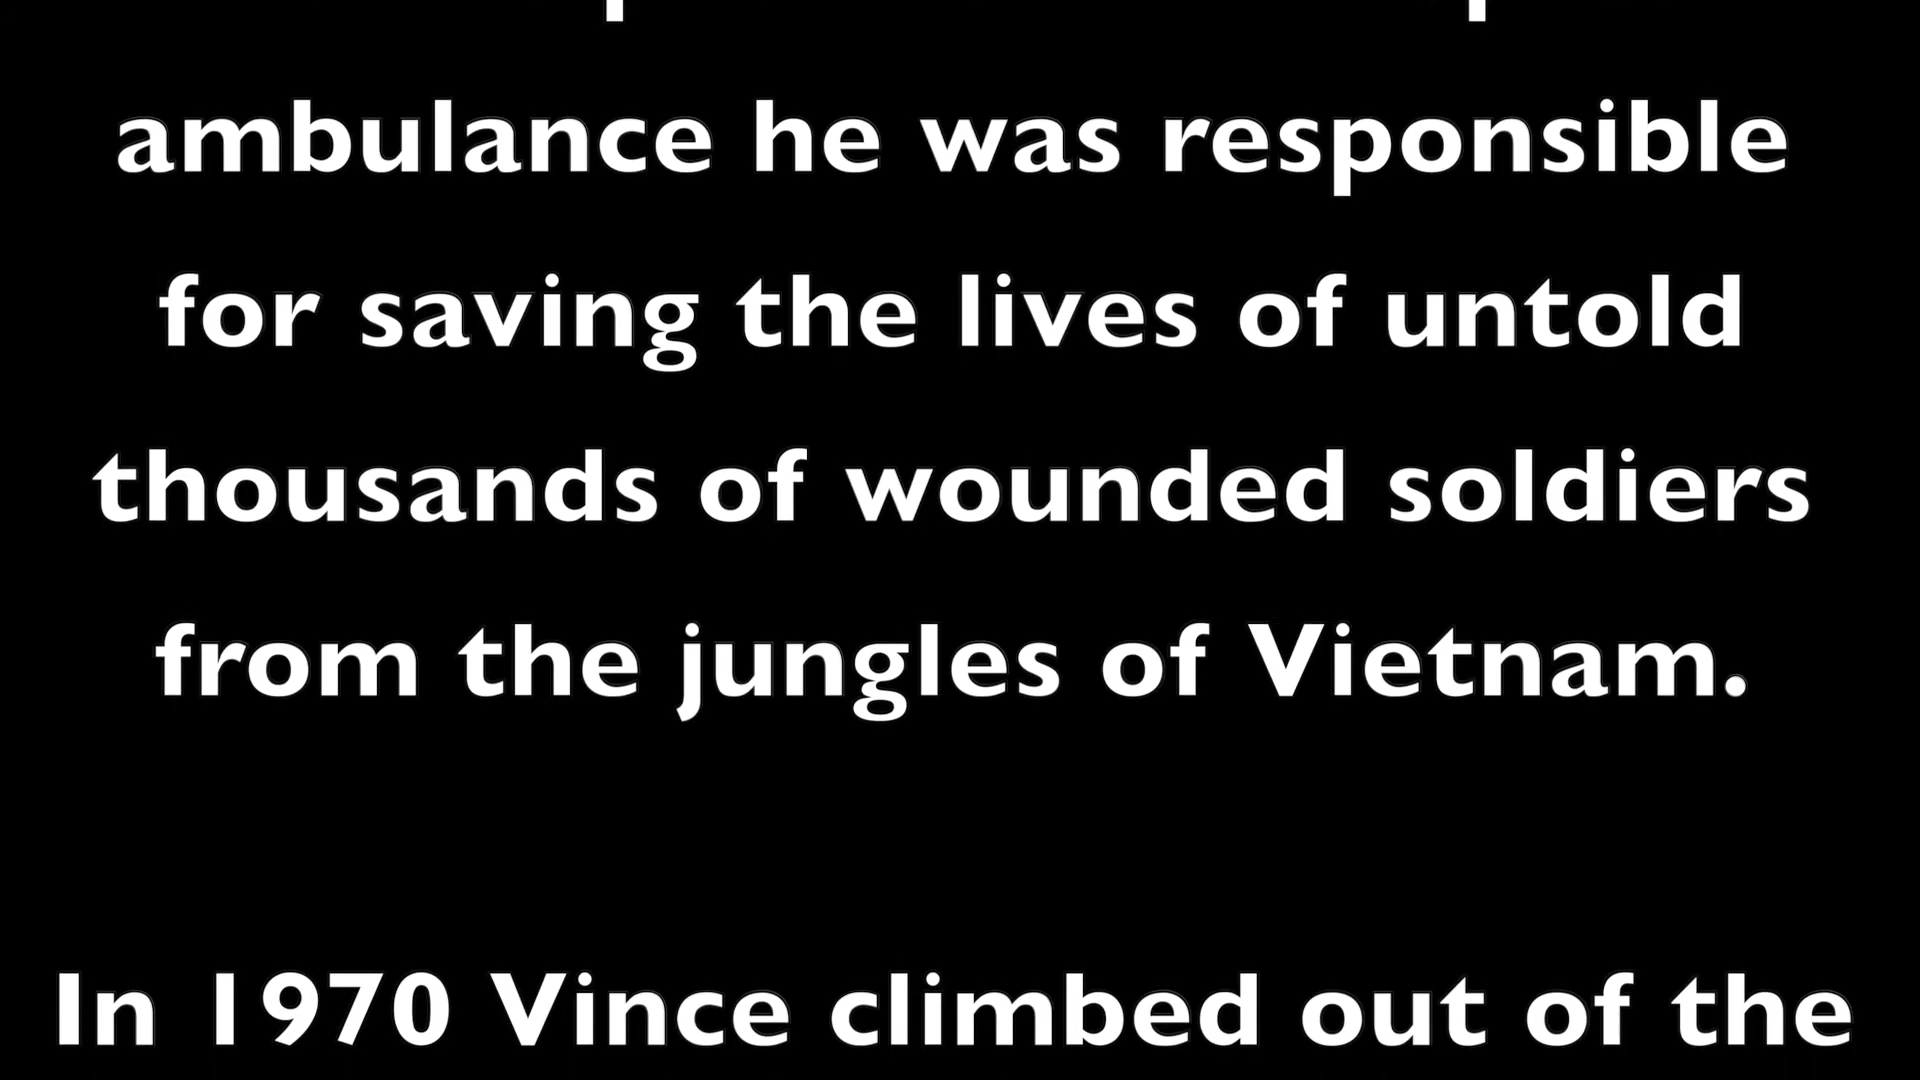 ambulance he was responsible
for saving the lives of untold
thousands of wounded soldiers
from the jungles of Vietnam.
In 1970 Vince climbed out of the